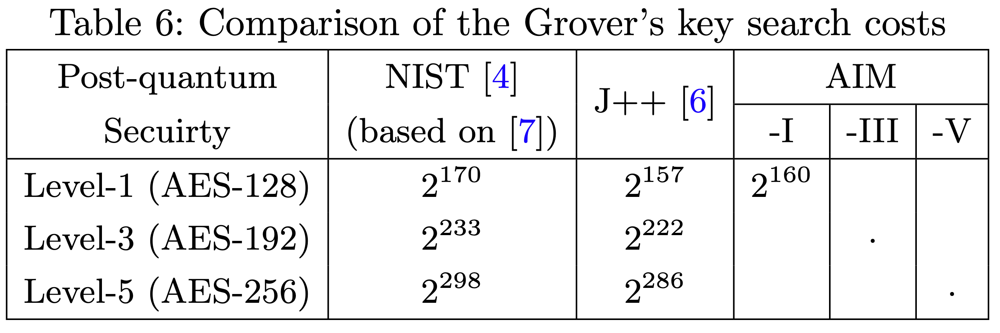 Table 6: Comparison of the Grover's key search costs
Post-quantum Secuirty | NIST [4] (based on [7]) | J++ [6] | AIM
-I | -III | -V
Level-1 (AES-128) | 2^170 | 2^157 | 2^160 | |
Level-3 (AES-192) | 2^233 | 2^222 | | · |
Level-5 (AES-256) | 2^298 | 2^286 | | | ·